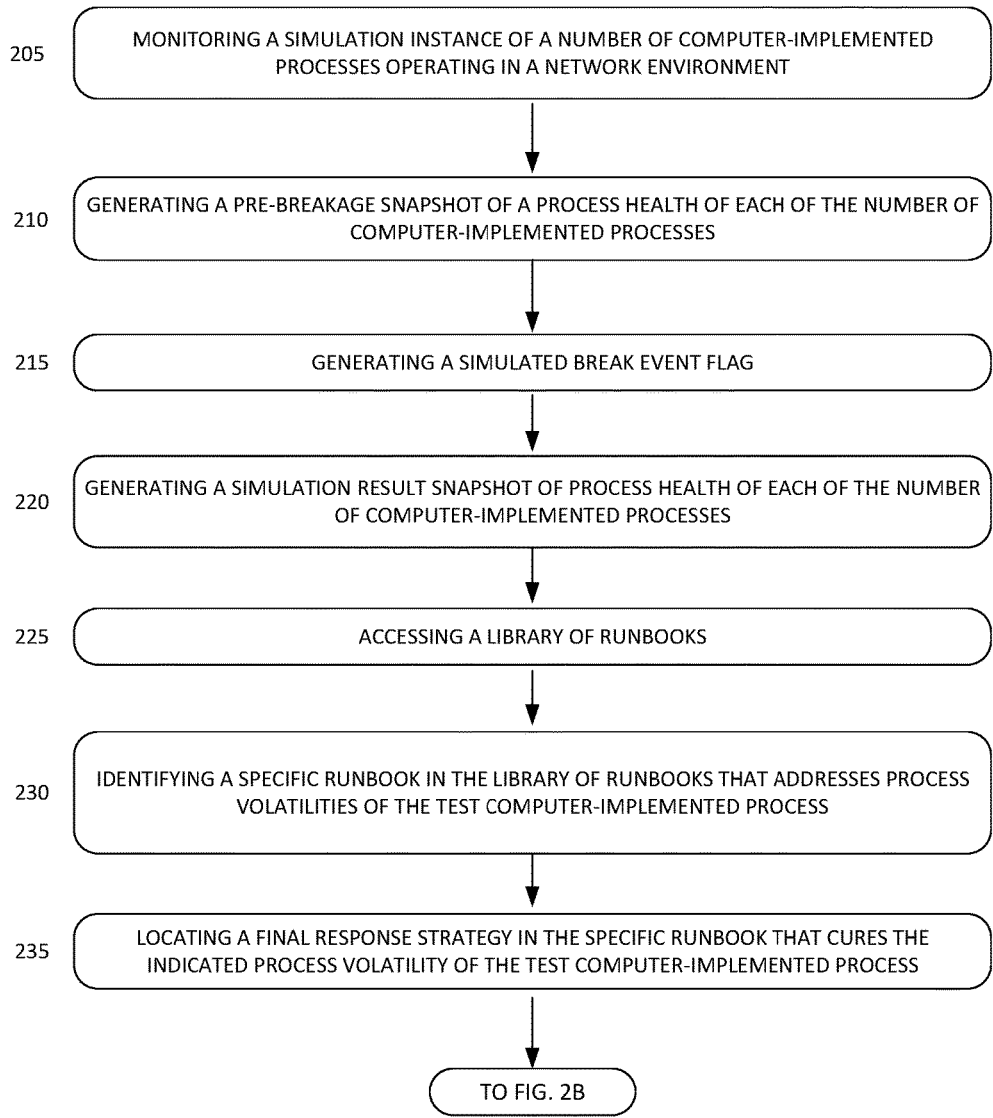 205
MONITORING A SIMULATION INSTANCE OF A NUMBER OF COMPUTER-IMPLEMENTED
PROCESSES OPERATING IN A NETWORK ENVIRONMENT
210
GENERATING A PRE-BREAKAGE SNAPSHOT OF A PROCESS HEALTH OF EACH OF THE NUMBER OF
COMPUTER-IMPLEMENTED PROCESSES
215
GENERATING A SIMULATED BREAK EVENT FLAG
220
GENERATING A SIMULATION RESULT SNAPSHOT OF PROCESS HEALTH OF EACH OF THE NUMBER
OF COMPUTER-IMPLEMENTED PROCESSES
225
ACCESSING A LIBRARY OF RUNBOOKS
230
IDENTIFYING A SPECIFIC RUNBOOK IN THE LIBRARY OF RUNBOOKS THAT ADDRESSES PROCESS
VOLATILITIES OF THE TEST COMPUTER-IMPLEMENTED PROCESS
235
LOCATING A FINAL RESPONSE STRATEGY IN THE SPECIFIC RUNBOOK THAT CURES THE
INDICATED PROCESS VOLATILITY OF THE TEST COMPUTER-IMPLEMENTED PROCESS
TO FIG. 2B